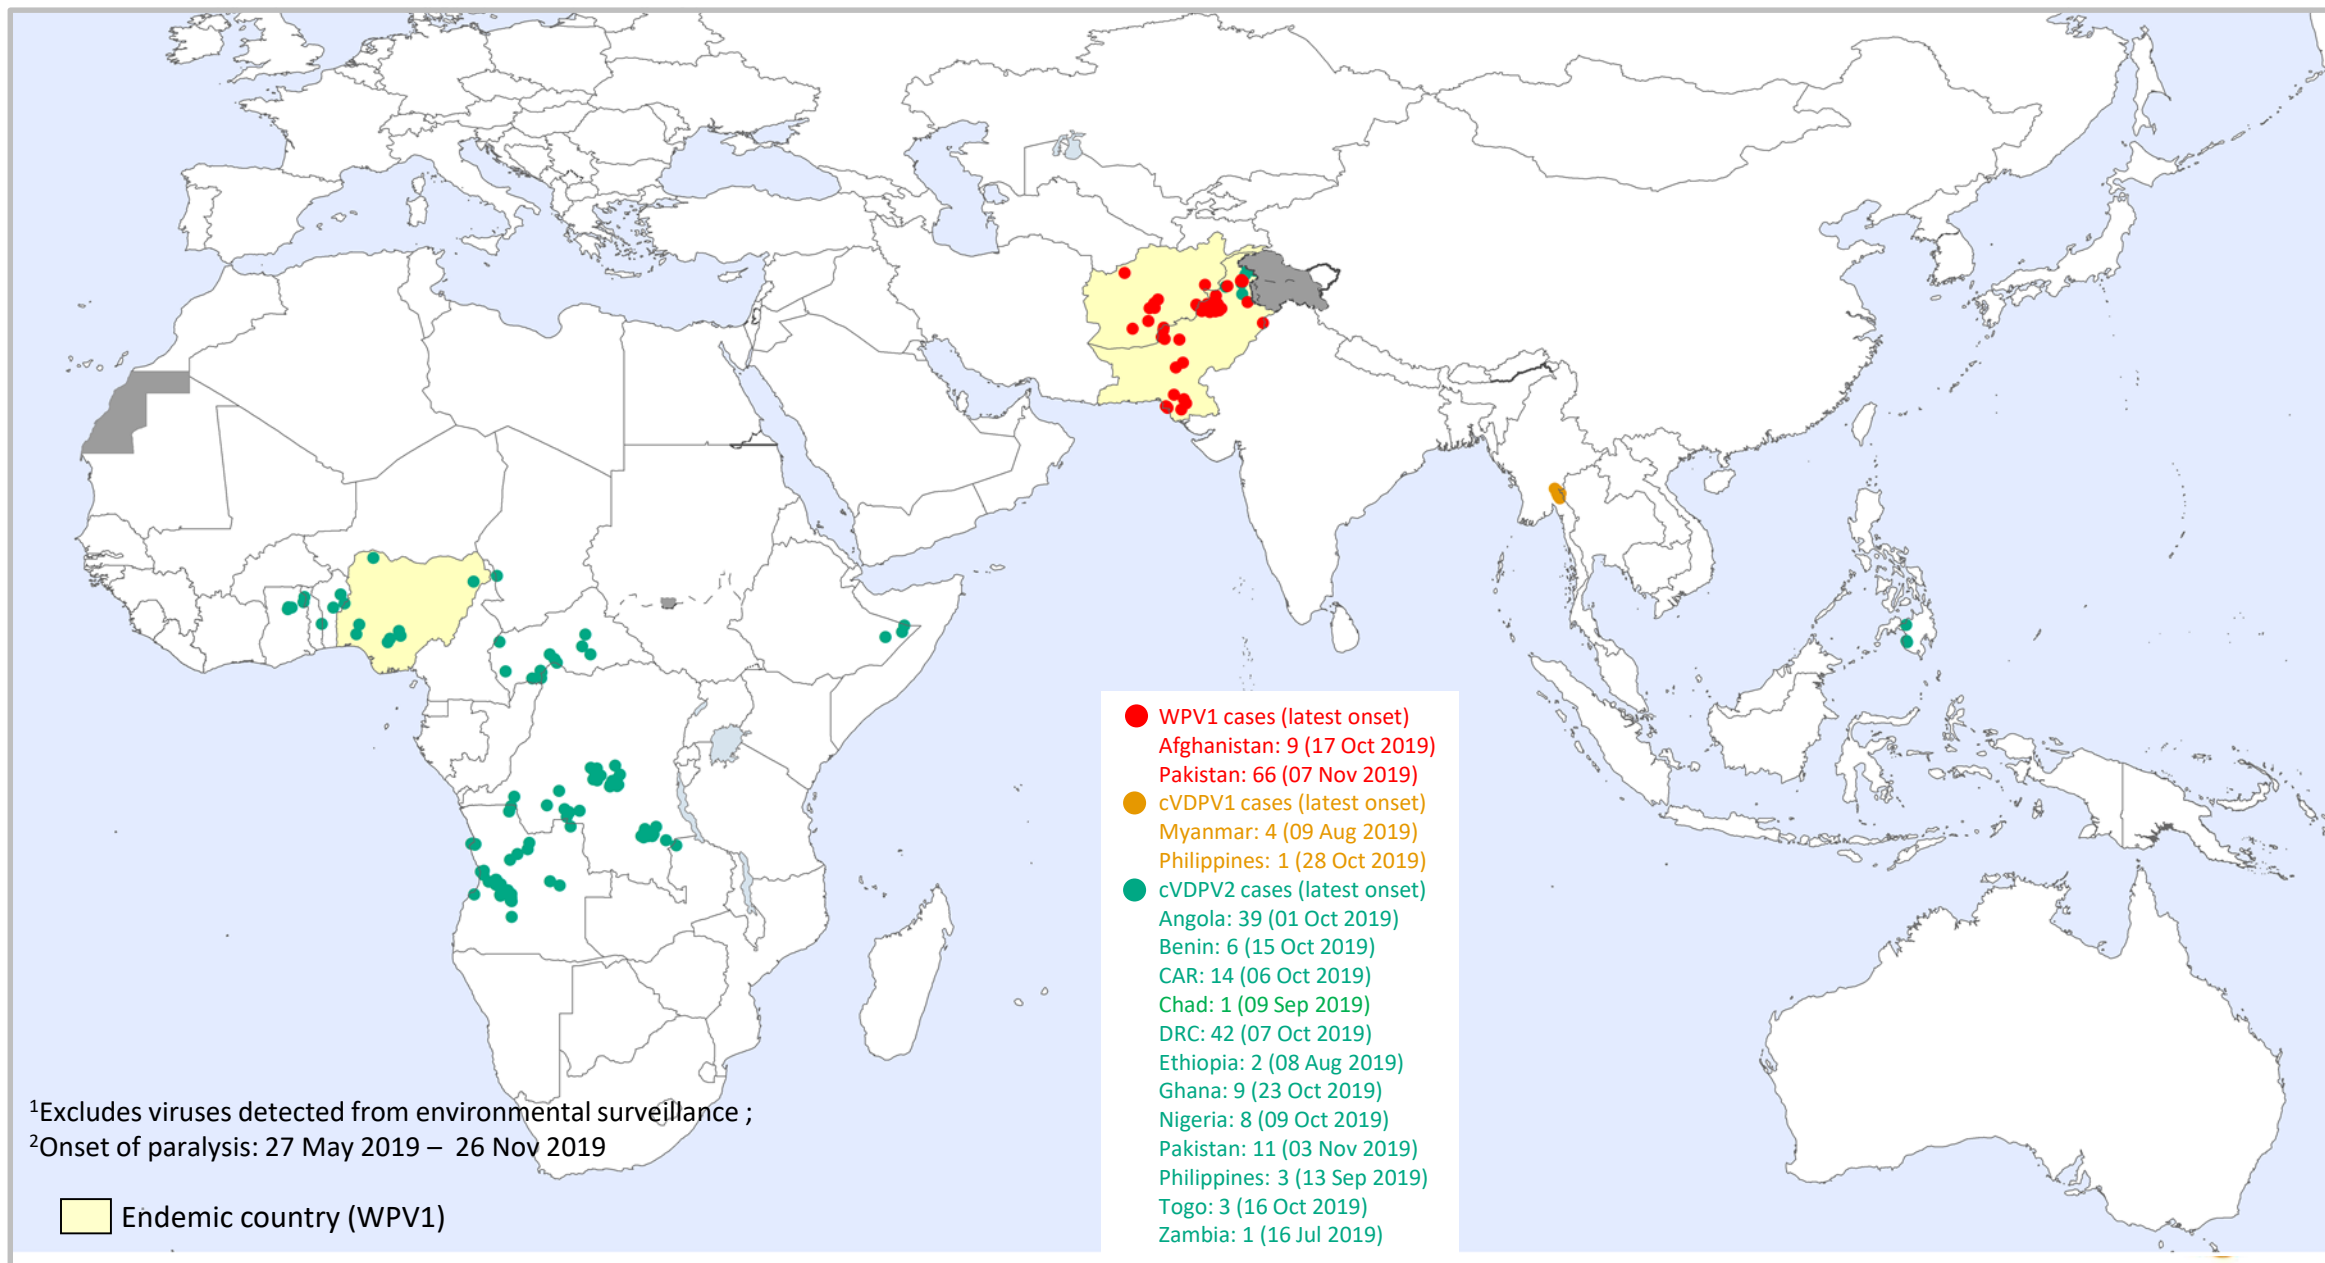 WPV1 cases (latest onset)
Afghanistan: 9 (17 Oct 2019)
Pakistan: 66 (07 Nov 2019)
cVDPV1 cases (latest onset)
Myanmar: 4 (09 Aug 2019)
Philippines: 1 (28 Oct 2019)
cVDPV2 cases (latest onset)
Angola: 39 (01 Oct 2019)
Benin: 6 (15 Oct 2019)
CAR: 14 (06 Oct 2019)
Chad: 1 (09 Sep 2019)
DRC: 42 (07 Oct 2019)
Ethiopia: 2 (08 Aug 2019)
Ghana: 9 (23 Oct 2019)
Nigeria: 8 (09 Oct 2019)
Pakistan: 11 (03 Nov 2019)
Philippines: 3 (13 Sep 2019)
Togo: 3 (16 Oct 2019)
Zambia: 1 (16 Jul 2019)
¹Excludes viruses detected from environmental surveillance ;
²Onset of paralysis: 27 May 2019 – 26 Nov 2019
Endemic country (WPV1)